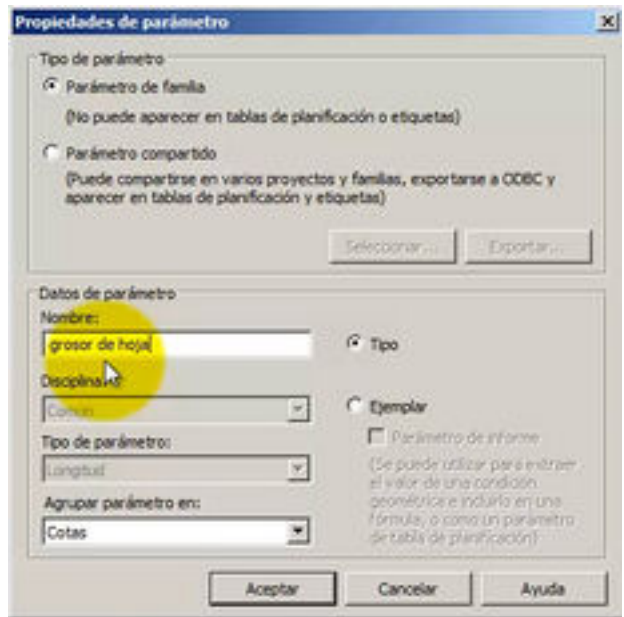 Propiedades de parámetro
Tipo de parámetro
Parámetro de familia
(No puede aparecer en tablas de planificación o etiquetas)
Parámetro compartido
(Puede compartirse en varios proyectos y familias, exportarse a ODBC y
aparecer en tablas de planificación y etiquetas)
Seleccionar... Exportar...
Datos de parámetro
Nombre:
grosor de hoja Tipo
Disciplina
Común Ejemplar
Parámetro de informe
Tipo de parámetro:
(Se puede utilizar para extraer
Longitud el valor de una condición
geométrica e incluirlo en una
Agrupar parámetro en: fórmula, o como un parámetro
Cotas de tabla de planificación)
Aceptar Cancelar Ayuda